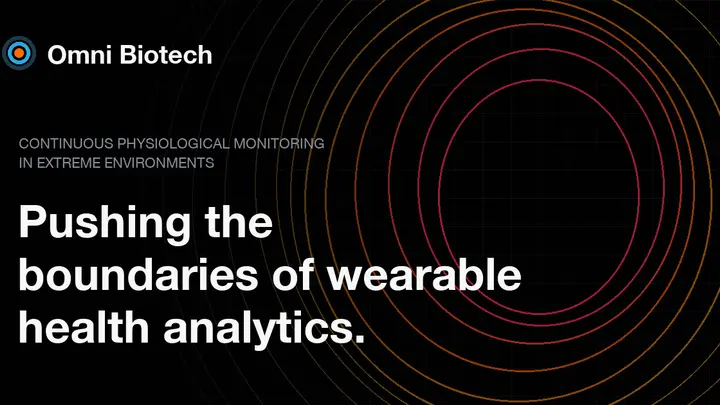 Omni Biotech
CONTINUOUS PHYSIOLOGICAL MONITORING
IN EXTREME ENVIRONMENTS
Pushing the
boundaries of wearable
health analytics.